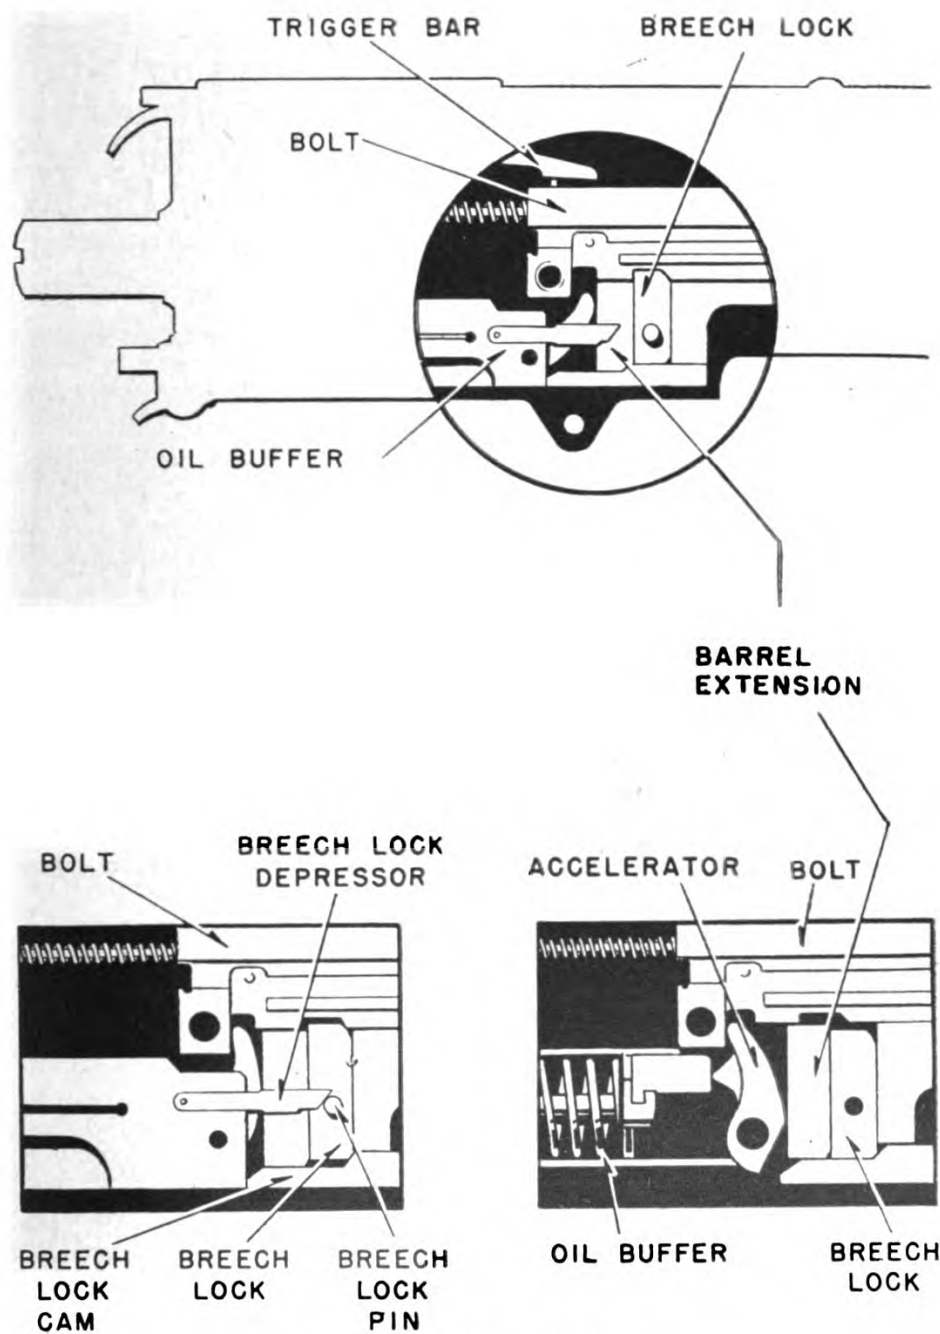 TRIGGER BAR
BREECH LOCK
BOLT
OIL BUFFER
BARREL
EXTENSION
BOLT
BREECH LOCK
DEPRESSOR
ACCELERATOR
BOLT
BREECH
LOCK
CAM
BREECH
LOCK
BREECH
LOCK
PIN
OIL BUFFER
BREECH
LOCK